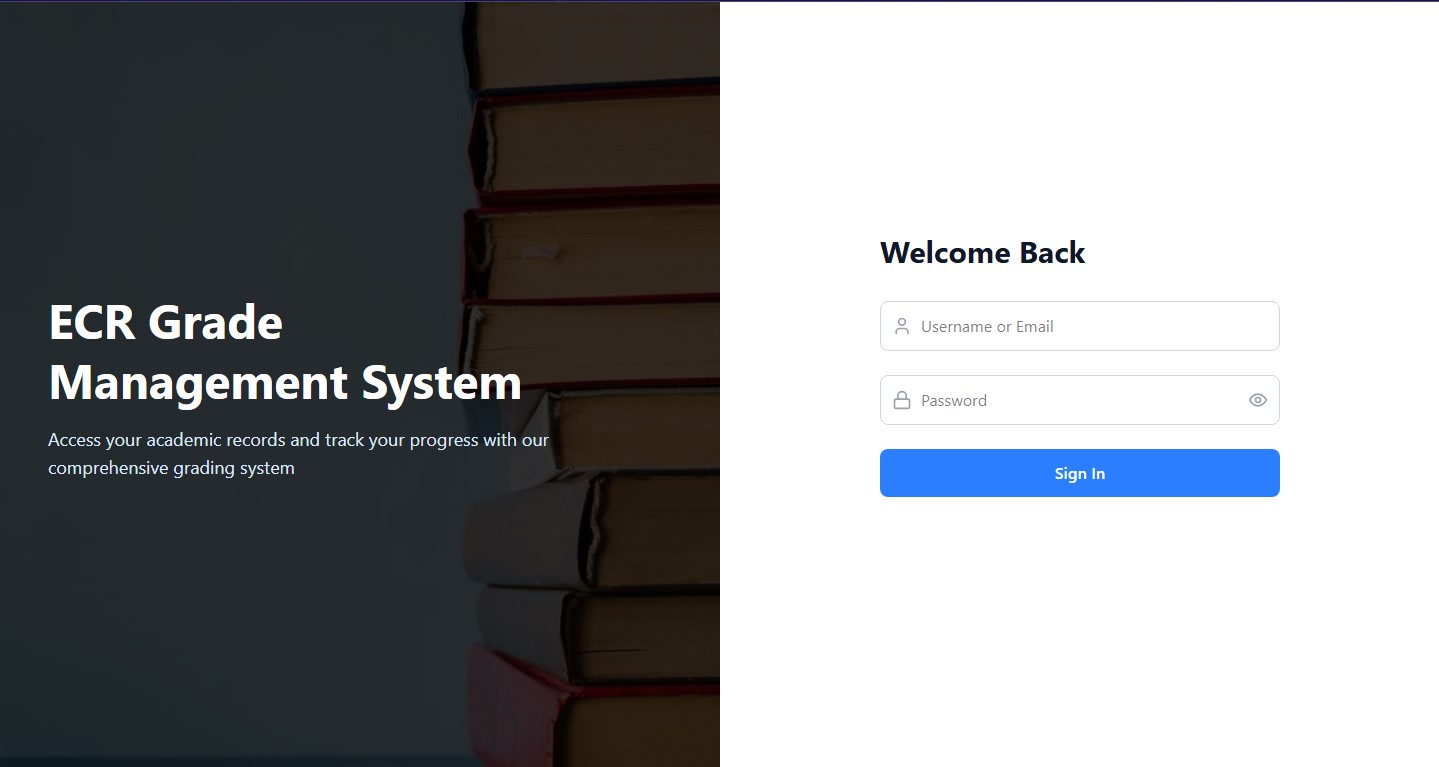 ECR Grade
Management System
Access your academic records and track your progress with our
comprehensive grading system
Welcome Back
Username or Email
Password
Sign In